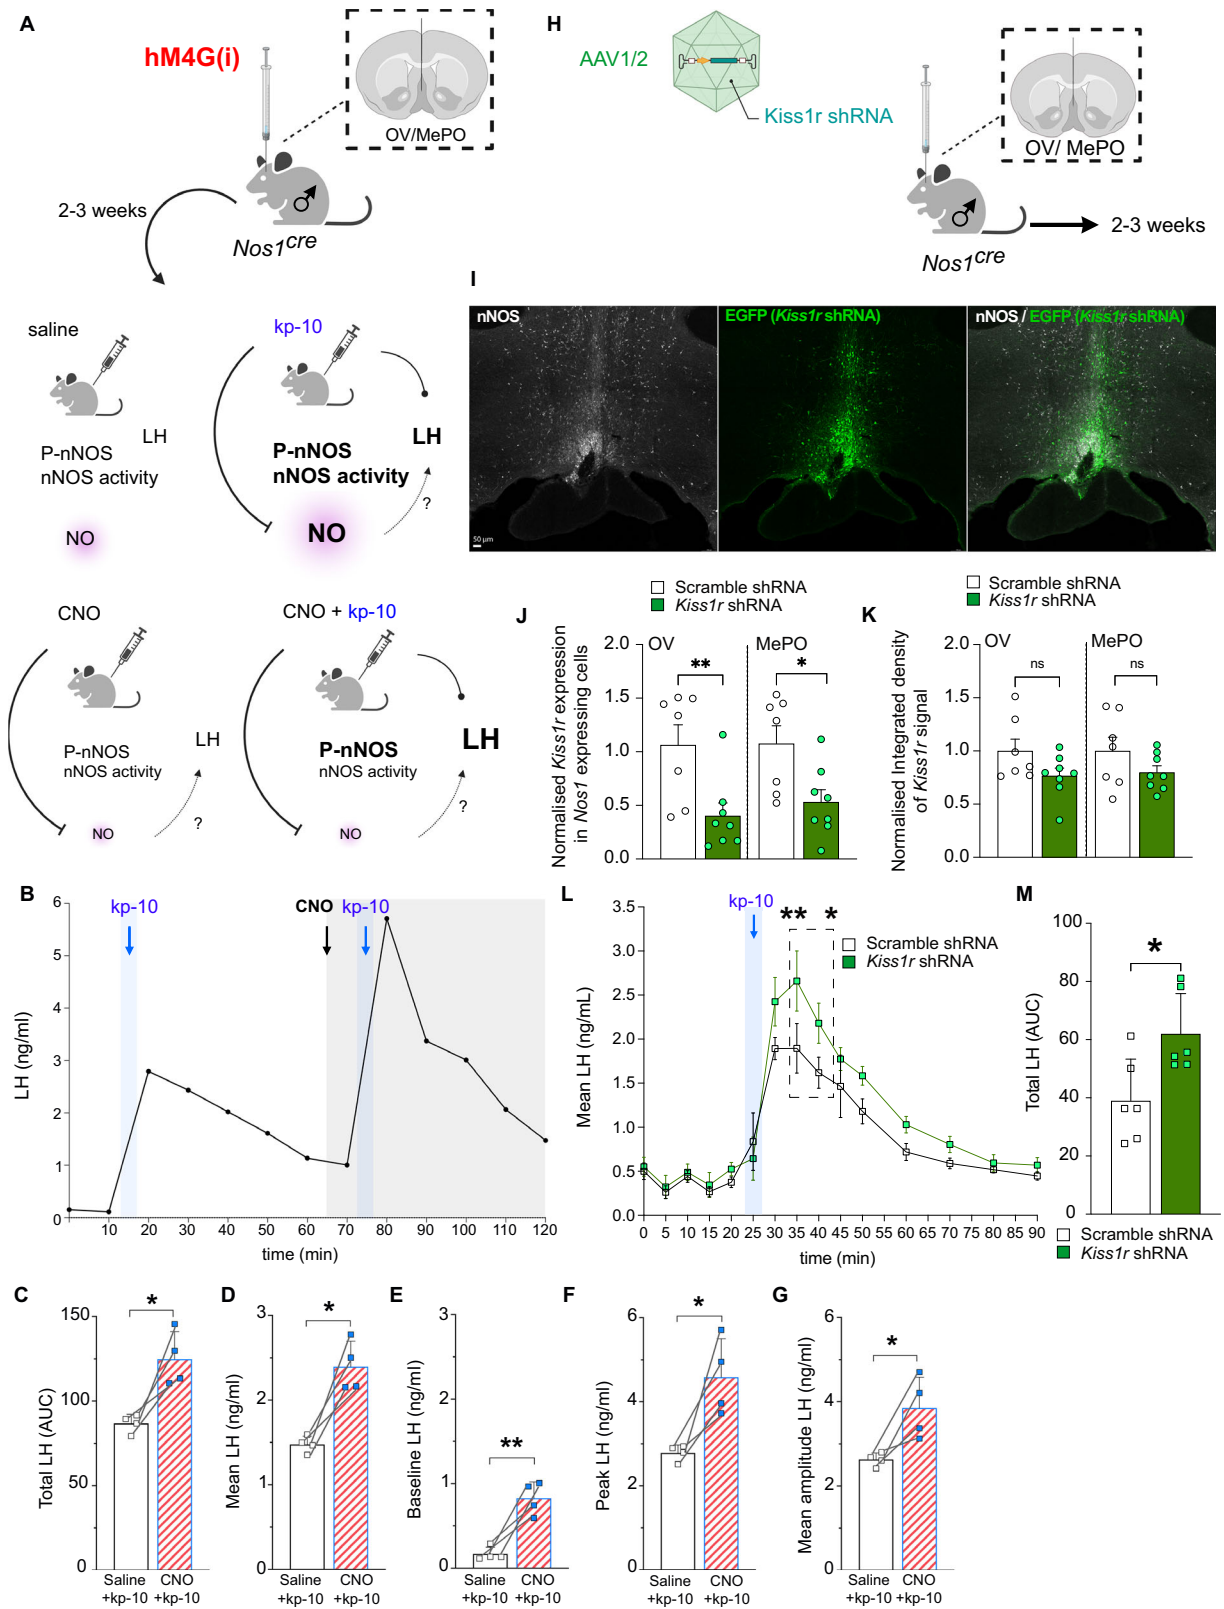 A
hM4G(i)
OV/MePO
2-3 weeks
Nos1cre
saline
LH
P-nNOS
nNOS activity
NO
kp-10
LH
P-nNOS
nNOS activity
?
NO
CNO
LH
P-nNOS
nNOS activity
?
NO
CNO + kp-10
LH
P-nNOS
nNOS activity
?
NO
H
AAV1/2
Kiss1r shRNA
OV/ MePO
2-3 weeks
Nos1cre
I
nNOS
EGFP (Kiss1r shRNA)
nNOS / EGFP (Kiss1r shRNA)
50 µm
J
Scramble shRNA
Kiss1r shRNA
Normalised Kiss1r expression
in Nos1 expressing cells
2.0
1.5
1.0
0.5
0.0
OV
MePO
**
*
K
Scramble shRNA
Kiss1r shRNA
Normalised Integrated density
of Kiss1r signal
2.0
1.5
1.0
0.5
0.0
OV
MePO
ns
ns
B
kp-10
CNO
kp-10
LH (ng/ml)
6
5
4
3
2
1
0
10
20
30
40
50
60
70
80
90
100
110
120
time (min)
L
kp-10
** *
Scramble shRNA
Kiss1r shRNA
Mean LH (ng/mL)
3.5
3.0
2.5
2.0
1.5
1.0
0.5
0.0
0 5 10 15 20 25 30 35 40 45 50 55 60 65 70 75 80 85 90
time (min)
M
Total LH (AUC)
100
80
60
40
20
0
*
Scramble shRNA
Kiss1r shRNA
C
Total LH (AUC)
150
100
50
0
*
Saline
+kp-10
CNO
+kp-10
D
Mean LH (ng/ml)
3
2
1
0
*
Saline
+kp-10
CNO
+kp-10
E
Baseline LH (ng/ml)
3
2
1
0
**
Saline
+kp-10
CNO
+kp-10
F
Peak LH (ng/ml)
6
4
2
0
*
Saline
+kp-10
CNO
+kp-10
G
Mean amplitude LH (ng/ml)
6
4
2
0
*
Saline
+kp-10
CNO
+kp-10